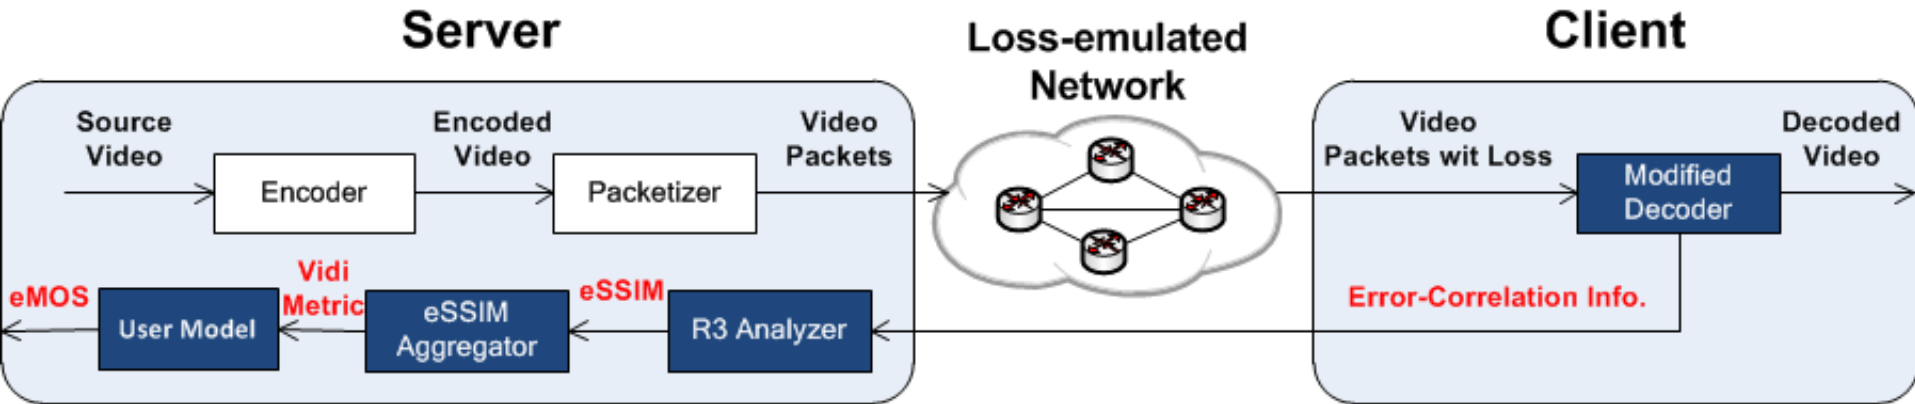 Server
Loss-emulated
Network
Client
Source
Video
Encoder
Encoded
Video
Packetizer
Video
Packets
Video
Packets wit Loss
Modified
Decoder
Decoded
Video
eMOS
User Model
Vidi
Metric
eSSIM
Aggregator
eSSIM
R3 Analyzer
Error-Correlation Info.